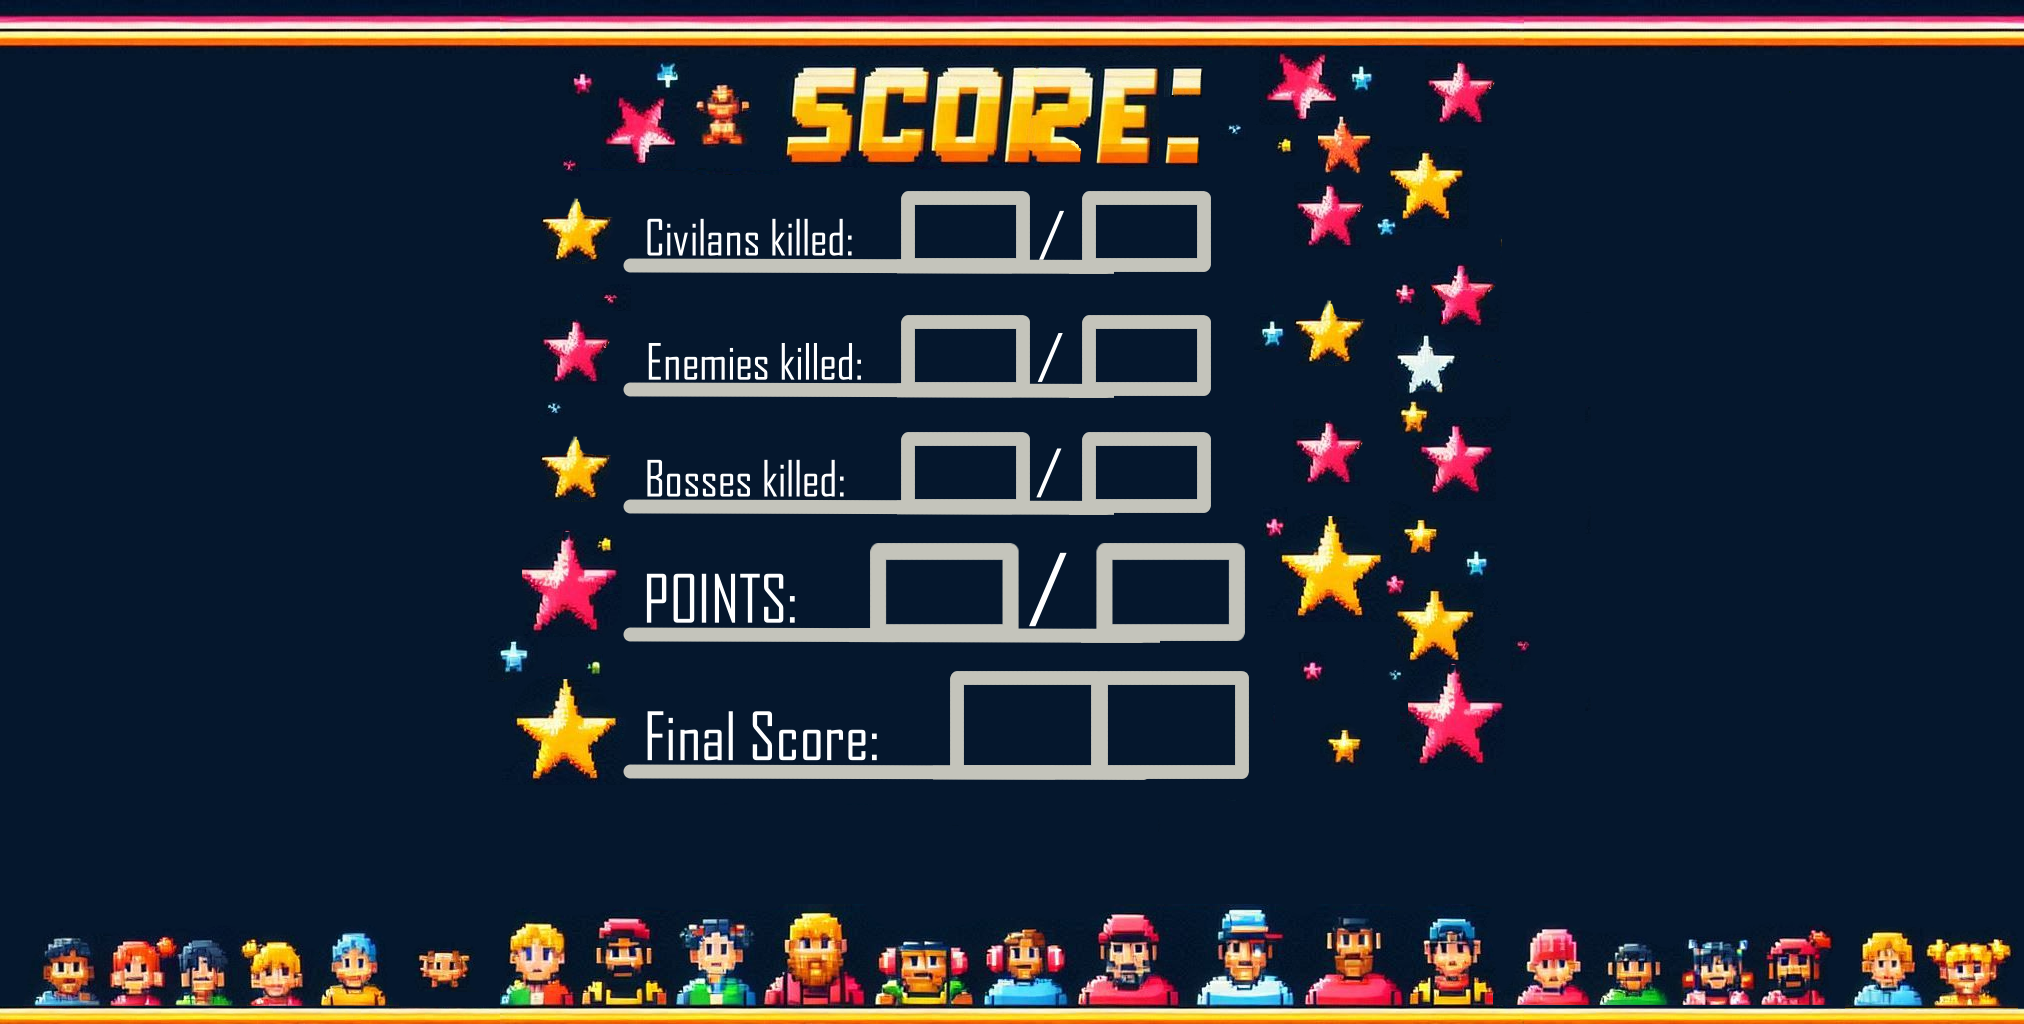 SCORE:
Civilans killed: /
Enemies killed: /
Bosses killed: /
POINTS: /
Final Score: